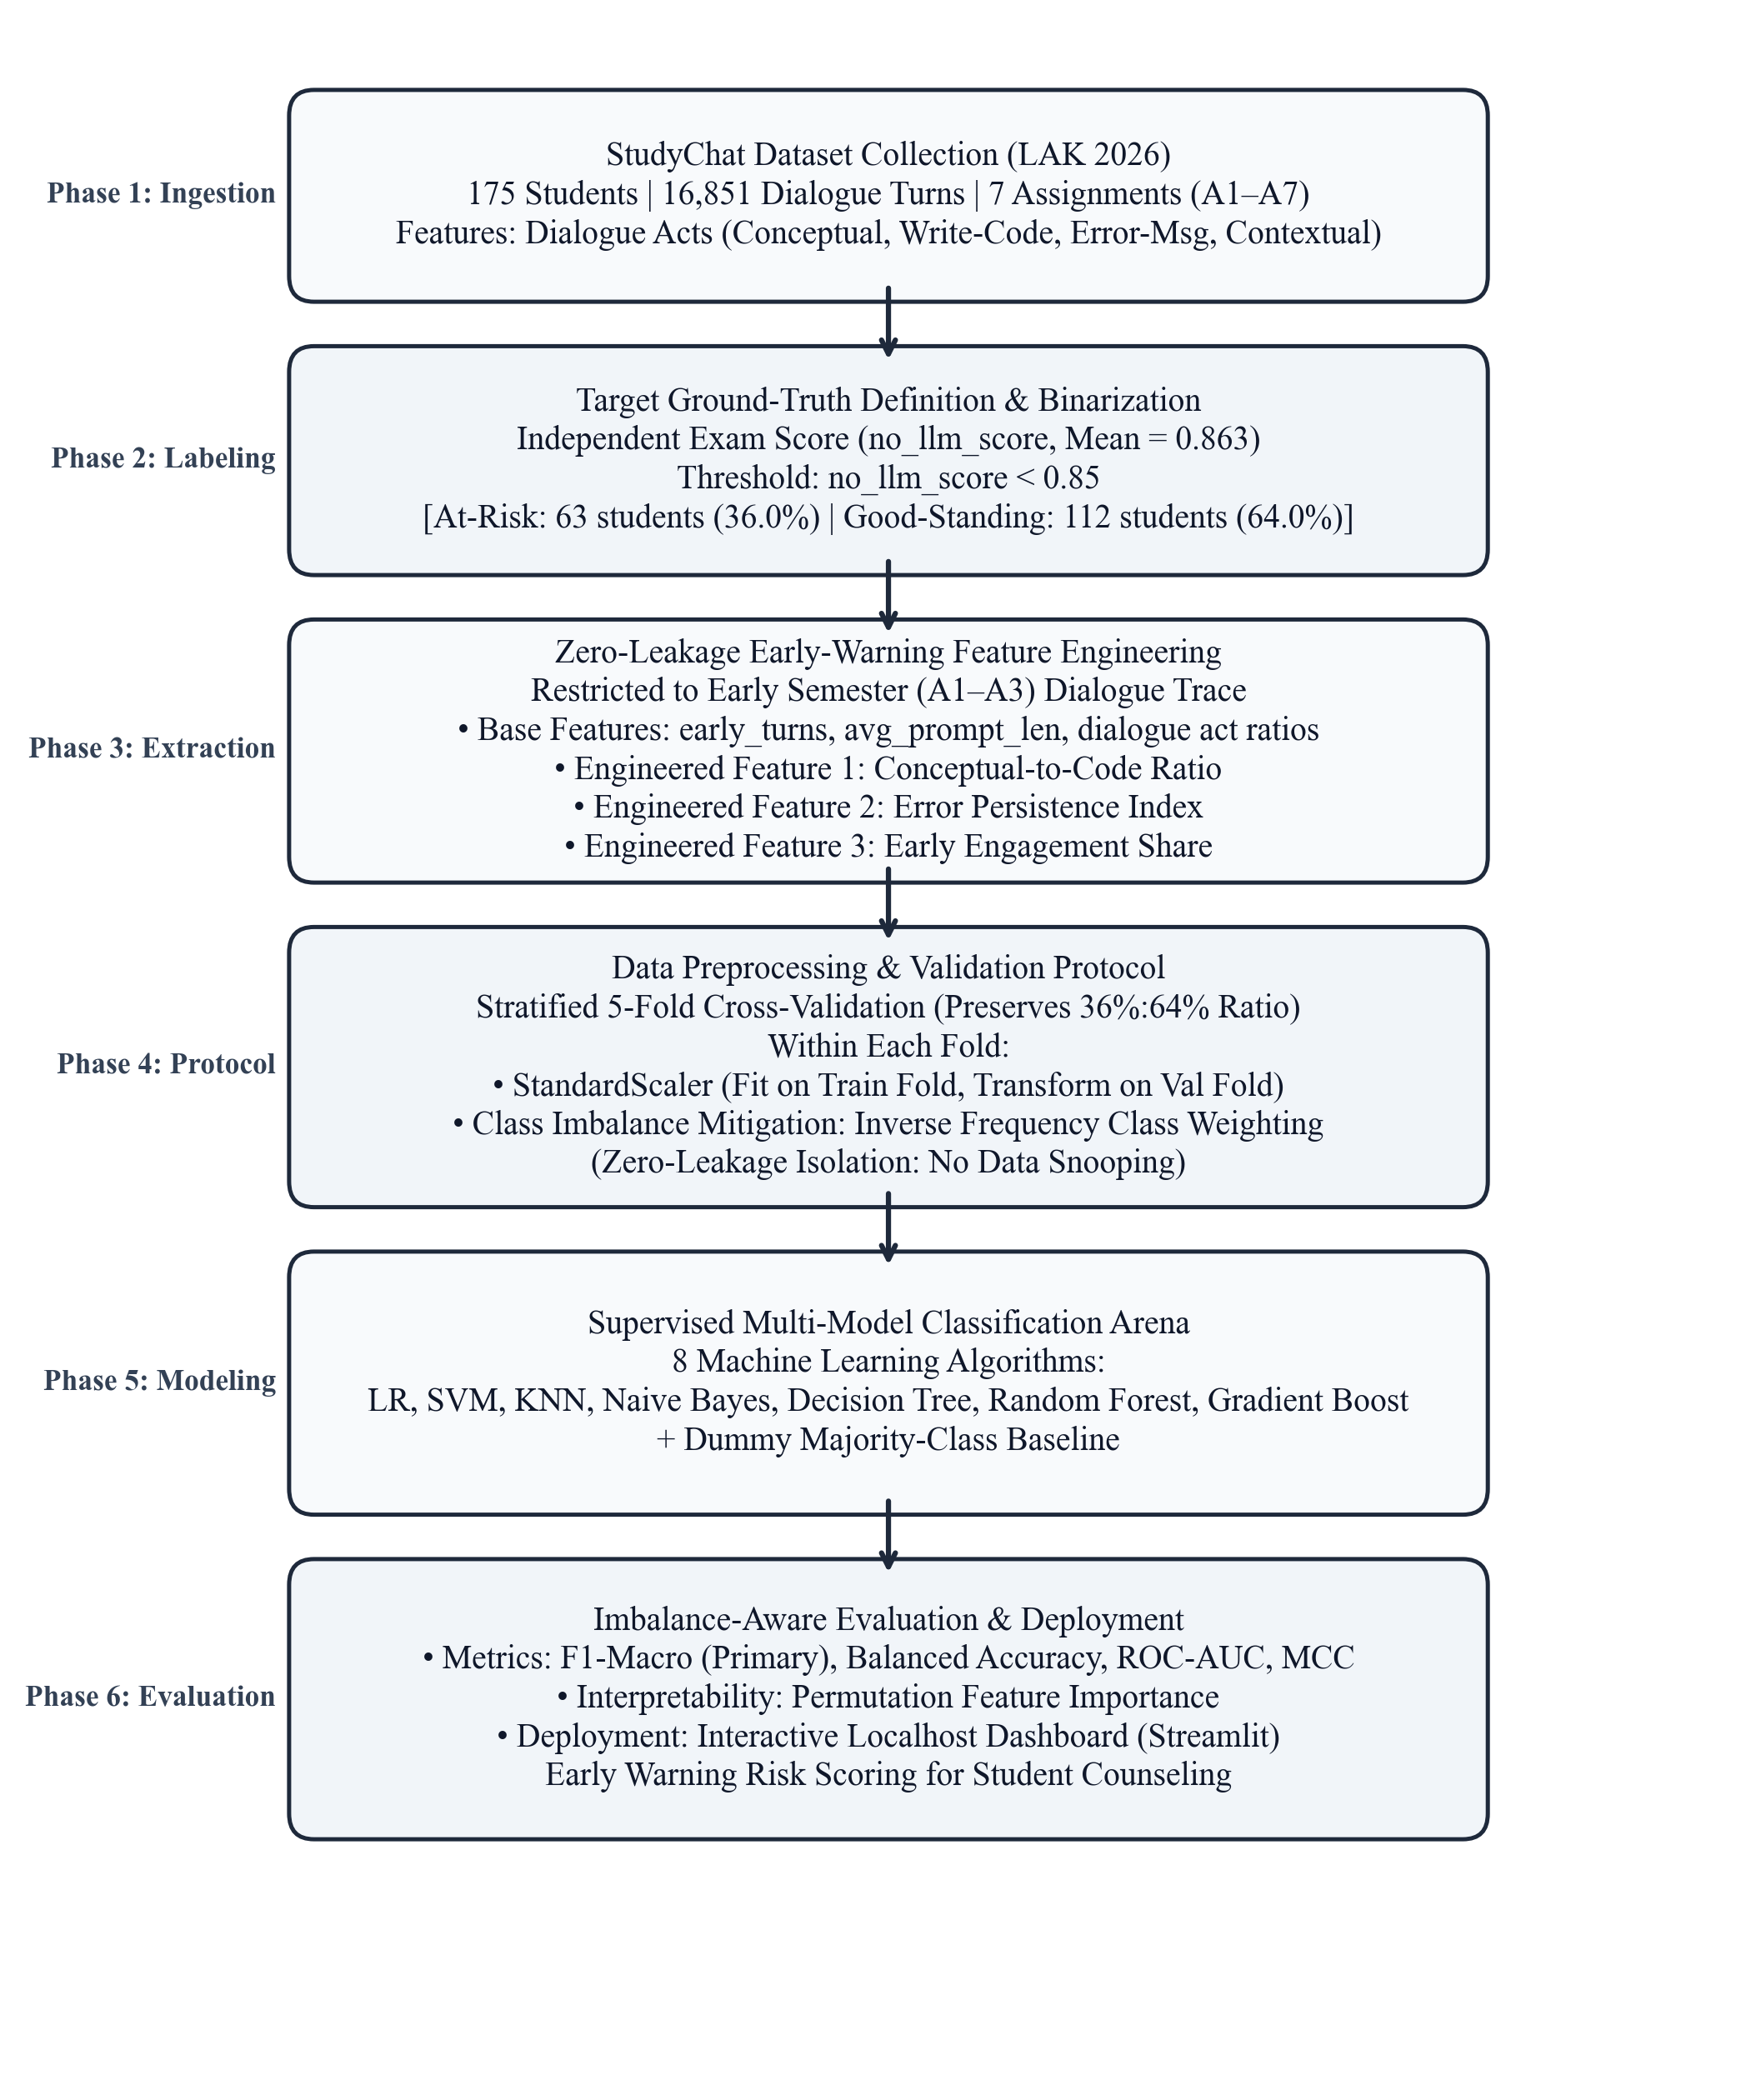 Phase 1: Ingestion
StudyChat Dataset Collection (LAK 2026)
175 Students | 16,851 Dialogue Turns | 7 Assignments (A1–A7)
Features: Dialogue Acts (Conceptual, Write-Code, Error-Msg, Contextual)
Phase 2: Labeling
Target Ground-Truth Definition & Binarization
Independent Exam Score (no_llm_score, Mean = 0.863)
Threshold: no_llm_score < 0.85
[At-Risk: 63 students (36.0%) | Good-Standing: 112 students (64.0%)]
Phase 3: Extraction
Zero-Leakage Early-Warning Feature Engineering
Restricted to Early Semester (A1–A3) Dialogue Trace
• Base Features: early_turns, avg_prompt_len, dialogue act ratios
• Engineered Feature 1: Conceptual-to-Code Ratio
• Engineered Feature 2: Error Persistence Index
• Engineered Feature 3: Early Engagement Share
Phase 4: Protocol
Data Preprocessing & Validation Protocol
Stratified 5-Fold Cross-Validation (Preserves 36%:64% Ratio)
Within Each Fold:
• StandardScaler (Fit on Train Fold, Transform on Val Fold)
• Class Imbalance Mitigation: Inverse Frequency Class Weighting
(Zero-Leakage Isolation: No Data Snooping)
Phase 5: Modeling
Supervised Multi-Model Classification Arena
8 Machine Learning Algorithms:
LR, SVM, KNN, Naive Bayes, Decision Tree, Random Forest, Gradient Boost
+ Dummy Majority-Class Baseline
Phase 6: Evaluation
Imbalance-Aware Evaluation & Deployment
• Metrics: F1-Macro (Primary), Balanced Accuracy, ROC-AUC, MCC
• Interpretability: Permutation Feature Importance
• Deployment: Interactive Localhost Dashboard (Streamlit)
Early Warning Risk Scoring for Student Counseling